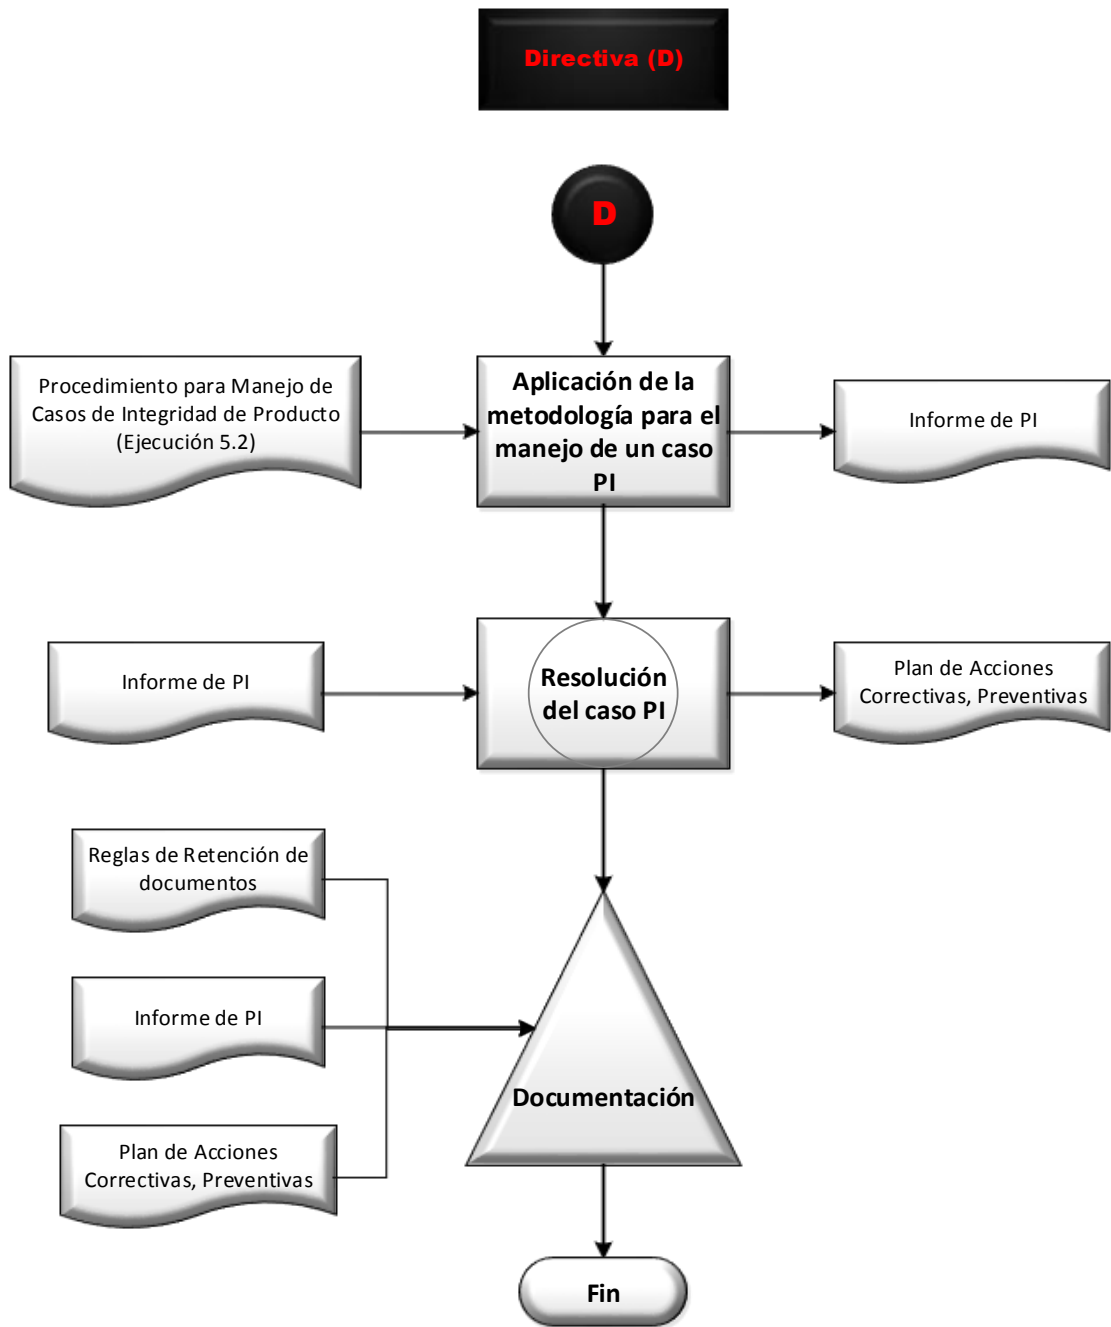 Directiva (D)
D
Procedimiento para Manejo de
Casos de Integridad de Producto
(Ejecución 5.2)
Aplicación de la
metodología para el
manejo de un caso
PI
Informe de PI
Informe de PI
Resolución
del caso PI
Plan de Acciones
Correctivas, Preventivas
Reglas de Retención de
documentos
Informe de PI
Plan de Acciones
Correctivas, Preventivas
Documentación
Fin